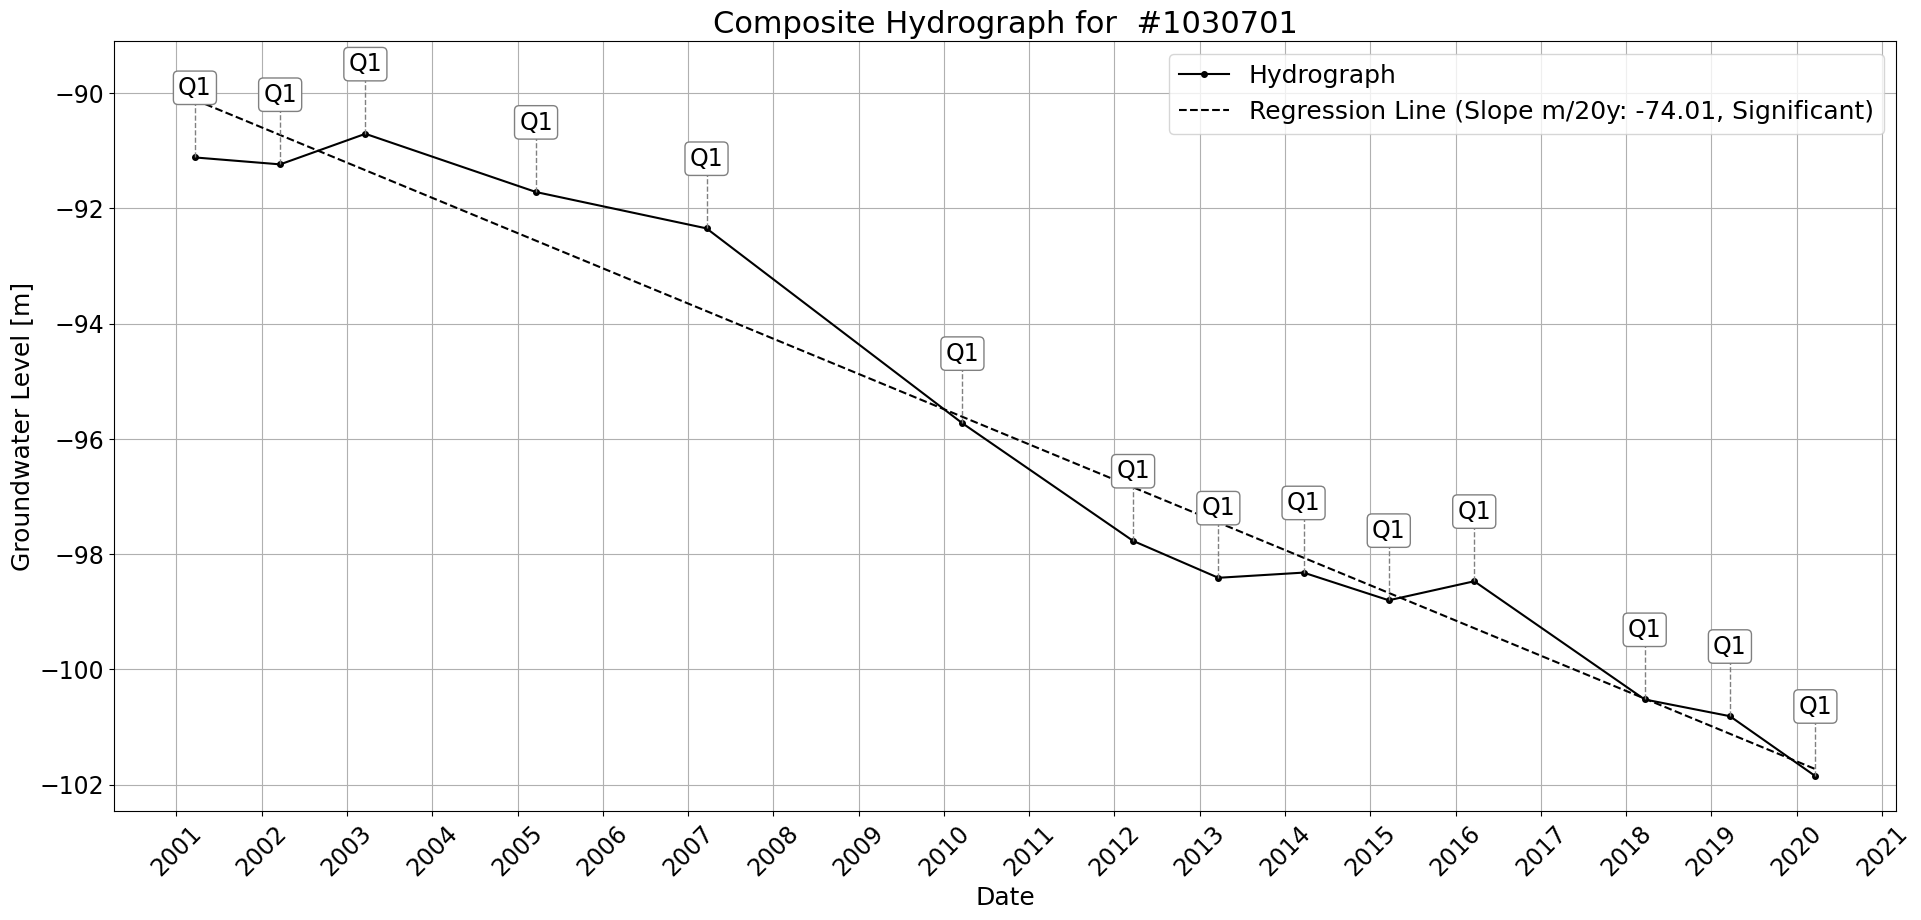 Composite Hydrograph for  #1030701
Hydrograph
Regression Line (Slope m/20y: -74.01, Significant)
Q1
Q1
Q1
Q1
Q1
Q1
Q1
Q1
Q1
Q1
Q1
Q1
Q1
Q1
−90
−92
−94
−96
−98
−100
−102
Groundwater Level [m]
2001
2002
2003
2004
2005
2006
2007
2008
2009
2010
2011
2012
2013
2014
2015
2016
2017
2018
2019
2020
2021
Date